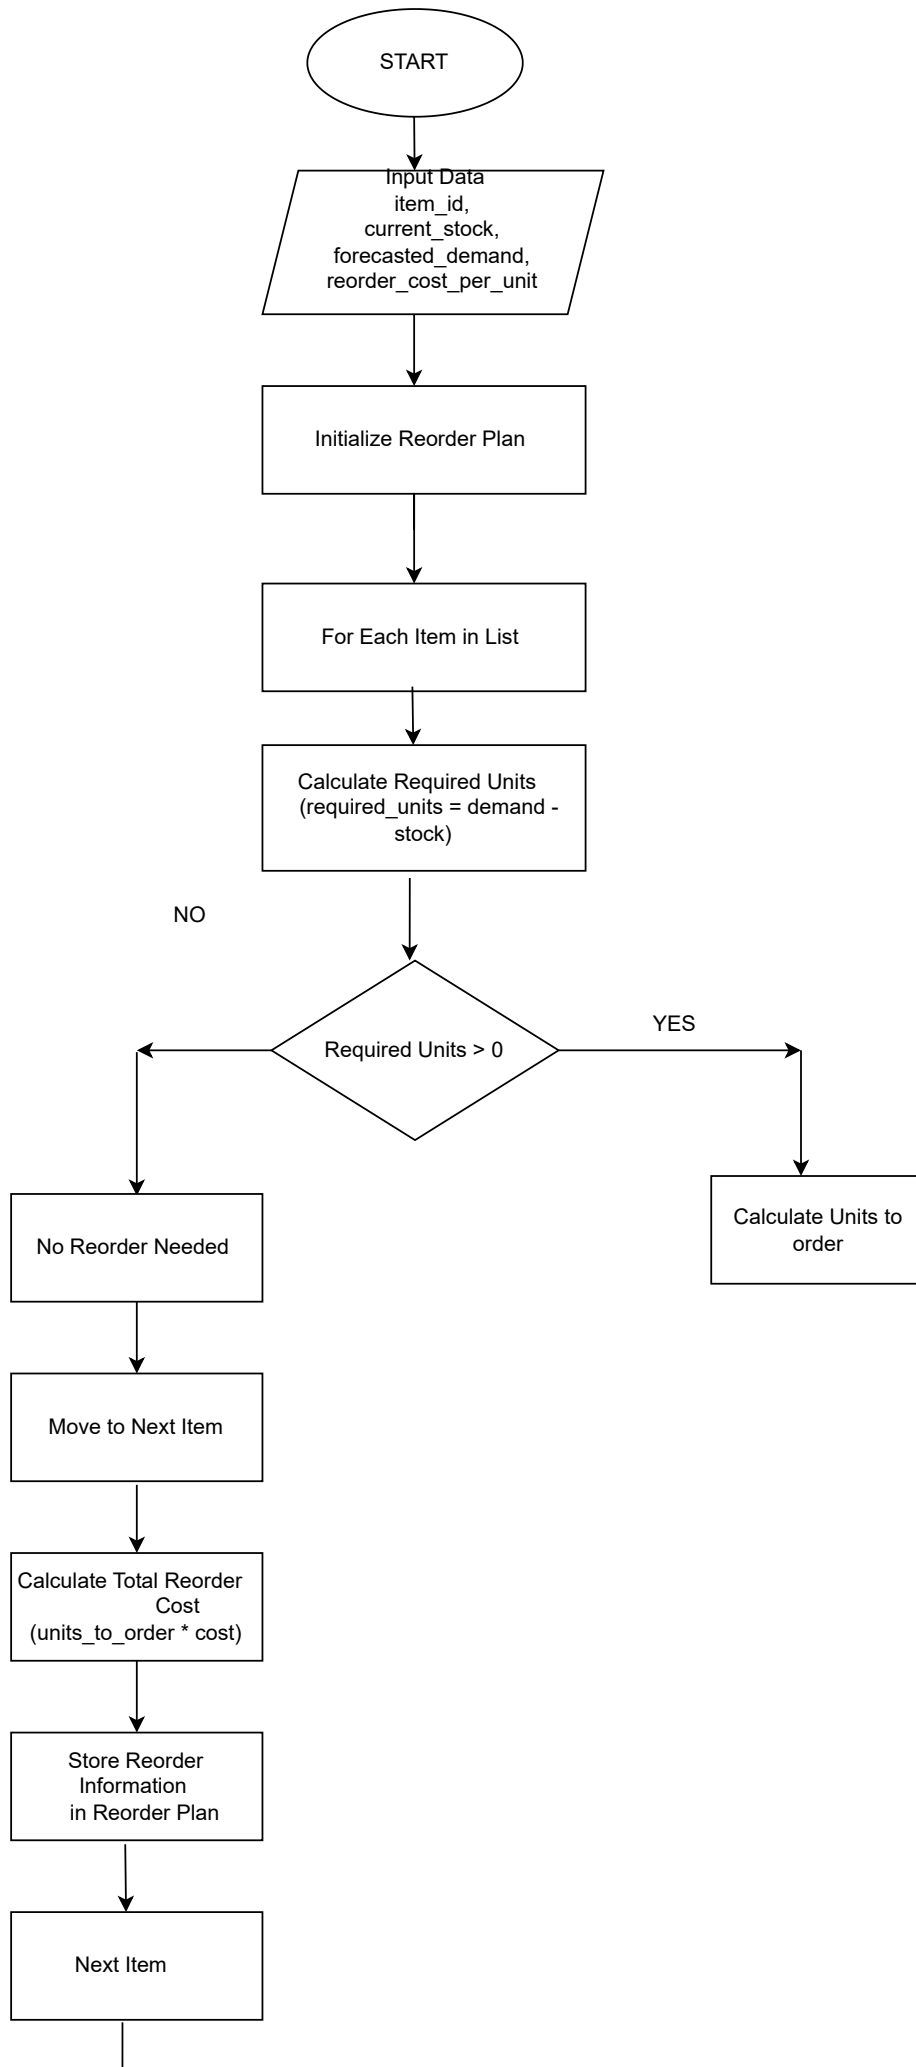 START
Input Data
item_id,
current_stock,
forecasted_demand,
reorder_cost_per_unit
Initialize Reorder Plan
For Each Item in List
Calculate Required Units
(required_units = demand -
stock)
NO
Required Units > 0
YES
No Reorder Needed
Calculate Units to
order
Move to Next Item
Calculate Total Reorder
Cost
(units_to_order * cost)
Store Reorder
Information
in Reorder Plan
Next Item